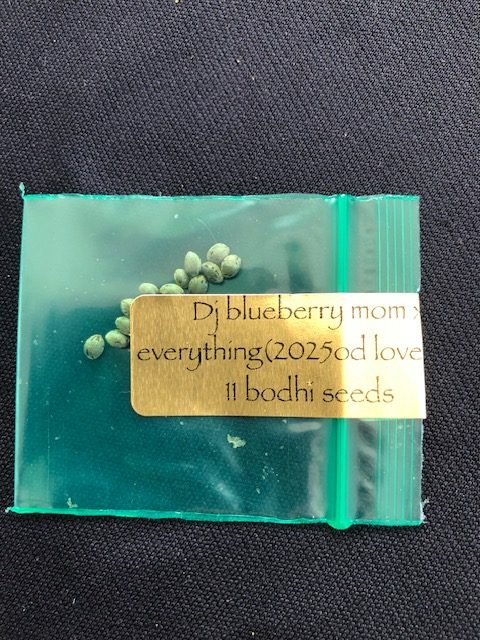 Dj blueberry mom x
everything(2025od love
11 bodhi seeds